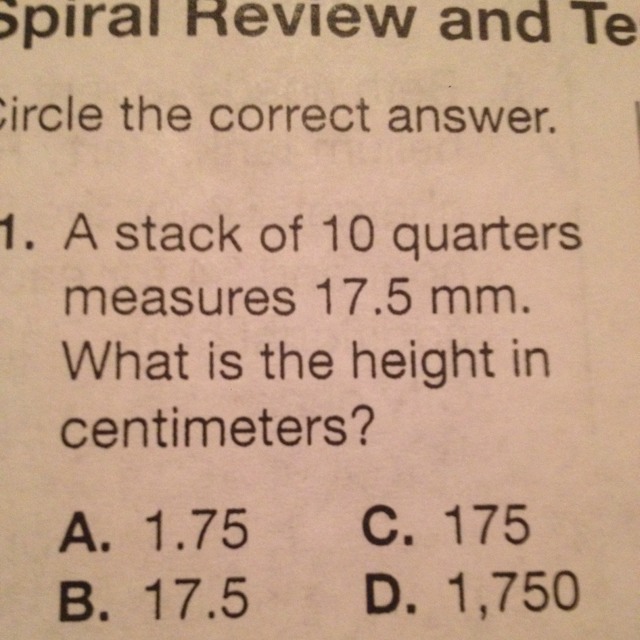 Spiral Review and Te
Circle the correct answer.
1. A stack of 10 quarters
measures 17.5 mm.
What is the height in
centimeters?
A. 1.75 C. 175
B. 17.5 D. 1,750